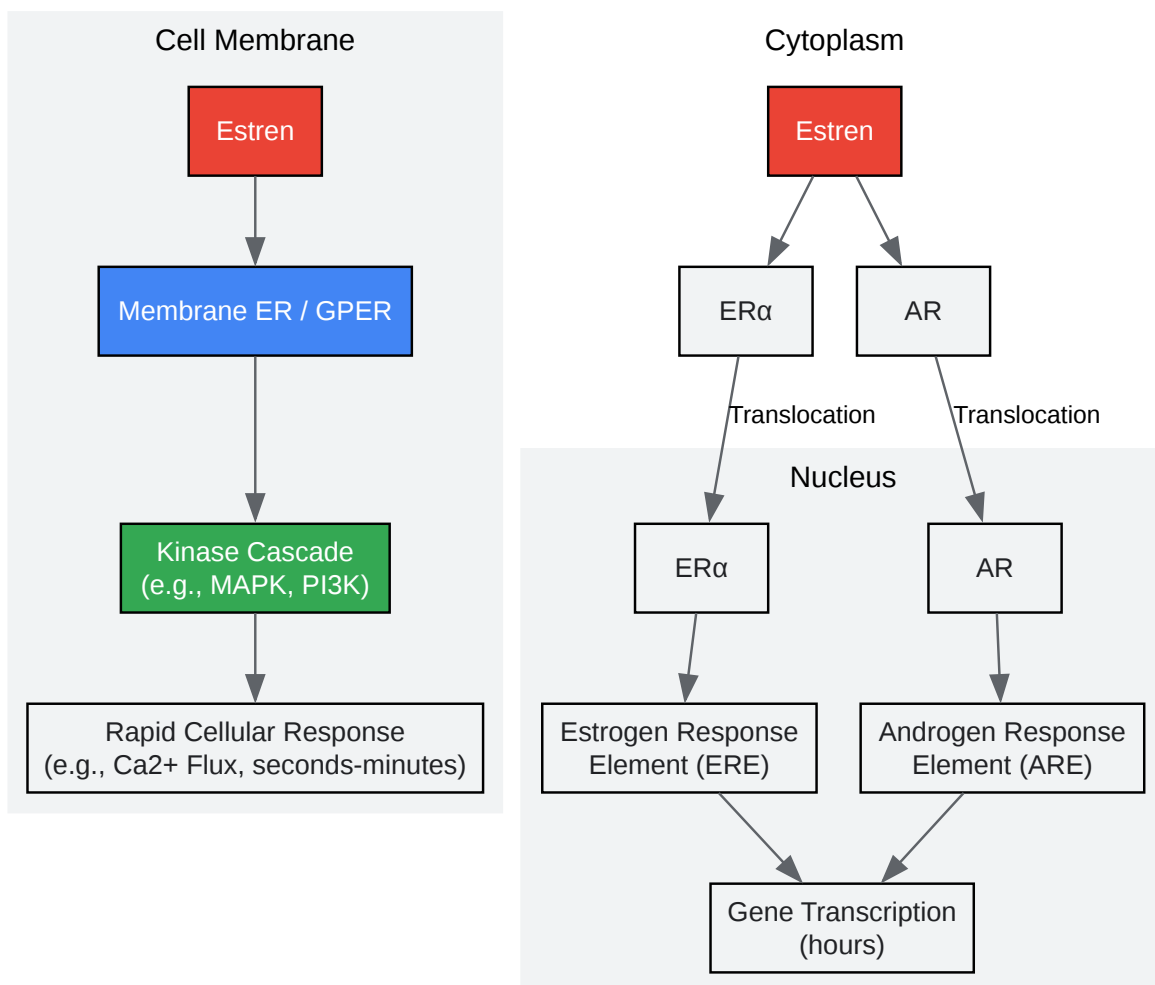 Cell Membrane
Estren
Membrane ER / GPER
Kinase Cascade
(e.g., MAPK, PI3K)
Rapid Cellular Response
(e.g., Ca2+ Flux, seconds-minutes)
Cytoplasm
Estren
ERα
AR
Translocation
Translocation
Nucleus
ERα
AR
Estrogen Response
Element (ERE)
Androgen Response
Element (ARE)
Gene Transcription
(hours)